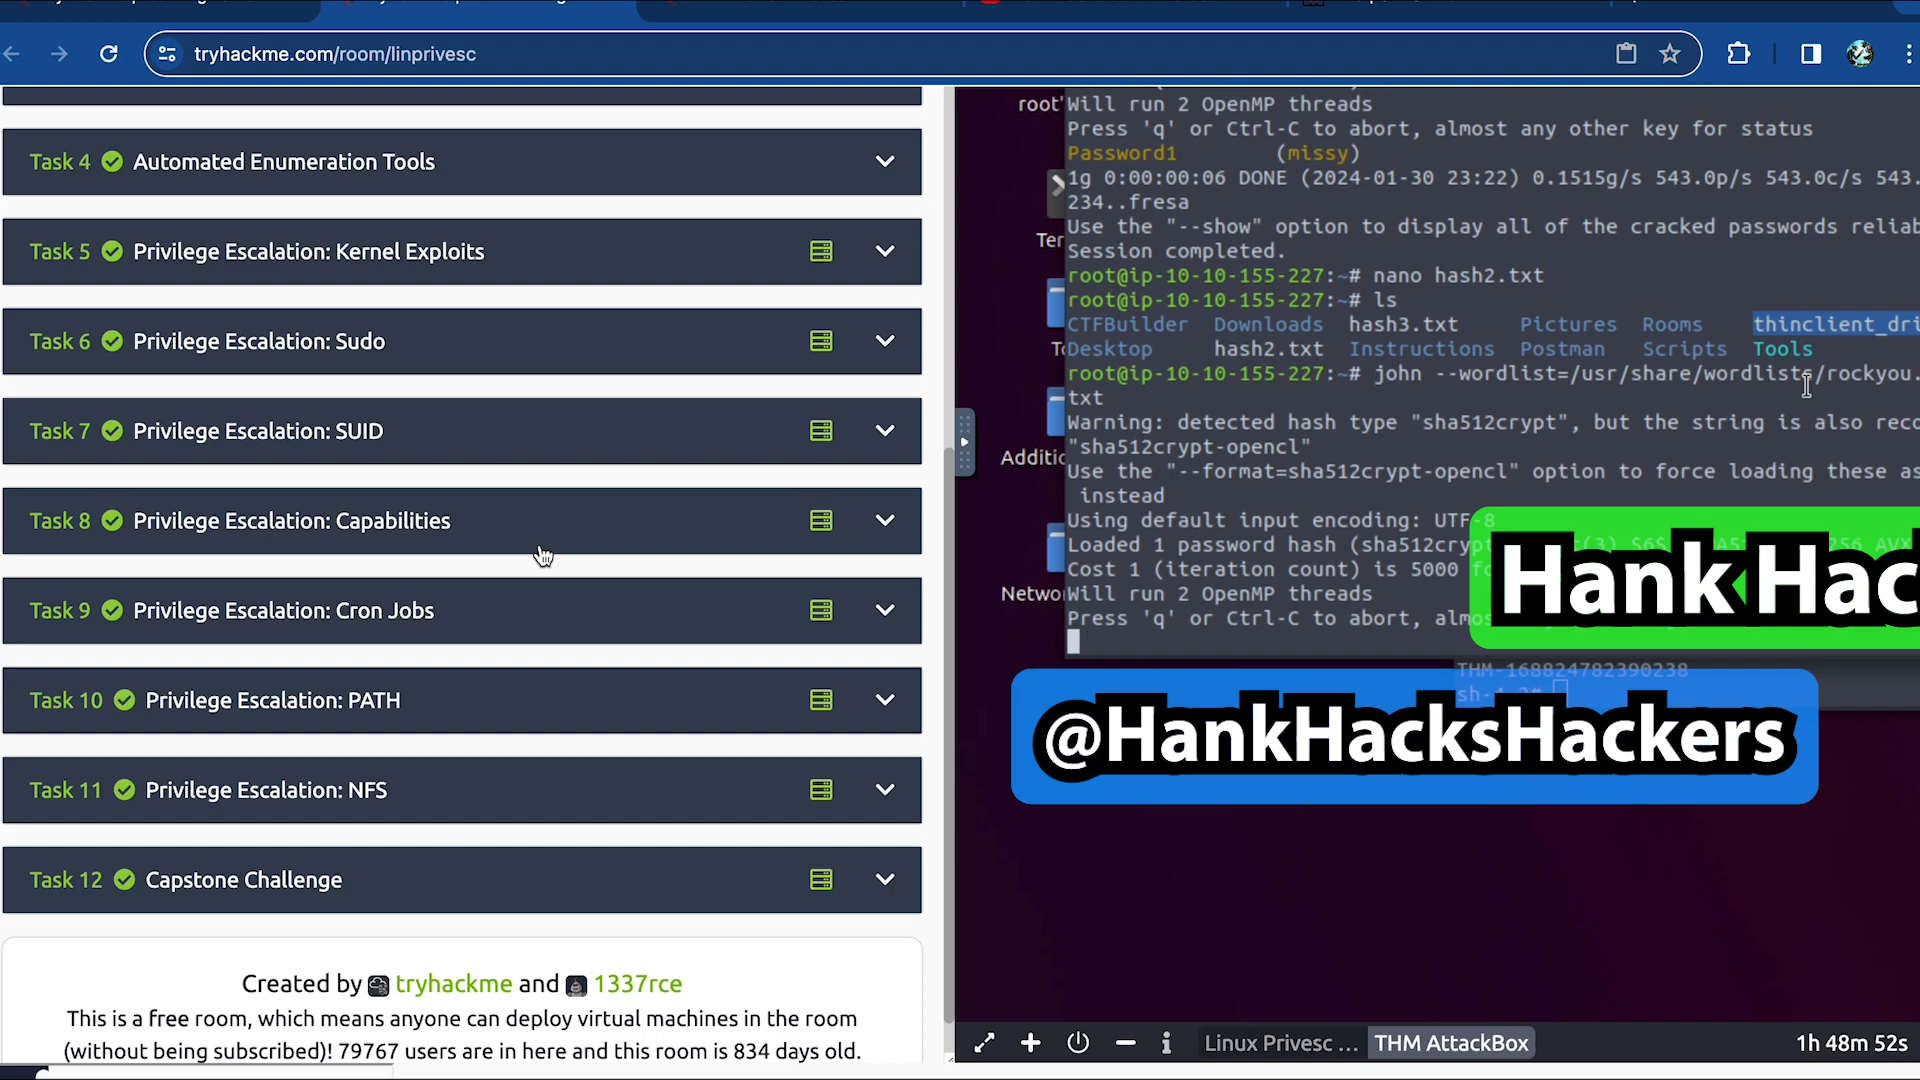 tryhackme.com/room/linprivesc
Task 4 Automated Enumeration Tools
Task 5 Privilege Escalation: Kernel Exploits
Task 6 Privilege Escalation: Sudo
Task 7 Privilege Escalation: SUID
Task 8 Privilege Escalation: Capabilities
Task 9 Privilege Escalation: Cron Jobs
Task 10 Privilege Escalation: PATH
Task 11 Privilege Escalation: NFS
Task 12 Capstone Challenge
Created by tryhackme and 1337rce
This is a free room, which means anyone can deploy virtual machines in the room
(without being subscribed)! 79767 users are in here and this room is 834 days old.
root'
Ter
To
Additio
Netwo
Will run 2 OpenMP threads
Press 'q' or Ctrl-C to abort, almost any other key for status
Password1 (missy)
1g 0:00:00:06 DONE (2024-01-30 23:22) 0.1515g/s 543.0p/s 543.0c/s 543.
234..fresa
Use the "--show" option to display all of the cracked passwords reliab
Session completed.
root@ip-10-10-155-227:~# nano hash2.txt
root@ip-10-10-155-227:~# ls
CTFBuilder Downloads hash3.txt Pictures Rooms thinclient_dri
Desktop hash2.txt Instructions Postman Scripts Tools
root@ip-10-10-155-227:~# john --wordlist=/usr/share/wordlists/rockyou.
txt
Warning: detected hash type "sha512crypt", but the string is also reco
"sha512crypt-opencl"
Use the "--format=sha512crypt-opencl" option to force loading these as
instead
Using default input encoding: UTF-8
Loaded 1 password hash (sha512cryp
Cost 1 (iteration count) is 5000 fo
Will run 2 OpenMP threads
Press 'q' or Ctrl-C to abort, almos
Hank Hac
THM-168824782390238
@HankHacksHackers
Linux Privesc ... THM AttackBox 1h 48m 52s